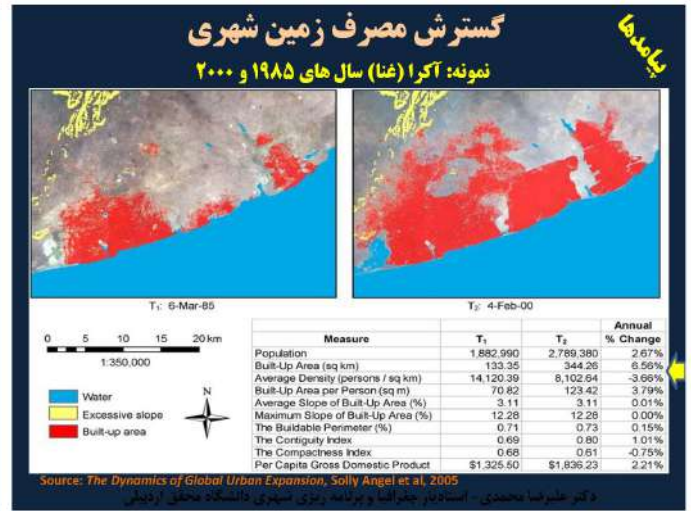 گسترش مصرف زمین شهری
پیامدها
نمونه: آکرا (غنا) سال های ۱۹۸۵ و ۲۰۰۰
T₁: 6-Mar-85
T₂: 4-Feb-00
0 5 10 15 20 km
1:350,000
Water
Excessive slope
Built-up area
N
Measure T₁ T₂ Annual % Change
Population 1,882,990 2,789,380 2.67%
Built-Up Area (sq km) 133.35 344.26 6.56%
Average Density (persons / sq km) 14,120.39 8,102.64 -3.66%
Built-Up Area per Person (sq m) 70.82 123.42 3.79%
Average Slope of Built-Up Area (%) 3.11 3.11 0.01%
Maximum Slope of Built-Up Area (%) 12.28 12.28 0.00%
The Buildable Perimeter (%) 0.71 0.73 0.15%
The Contiguity Index 0.69 0.80 1.01%
The Compactness Index 0.68 0.61 -0.75%
Per Capita Gross Domestic Product $1,325.50 $1,836.23 2.21%
Source: The Dynamics of Global Urban Expansion, Solly Angel et al, 2005
دکتر علیرضا محمدی - استادیار جغرافیا و برنامه ریزی شهری دانشگاه محقق اردبیلی